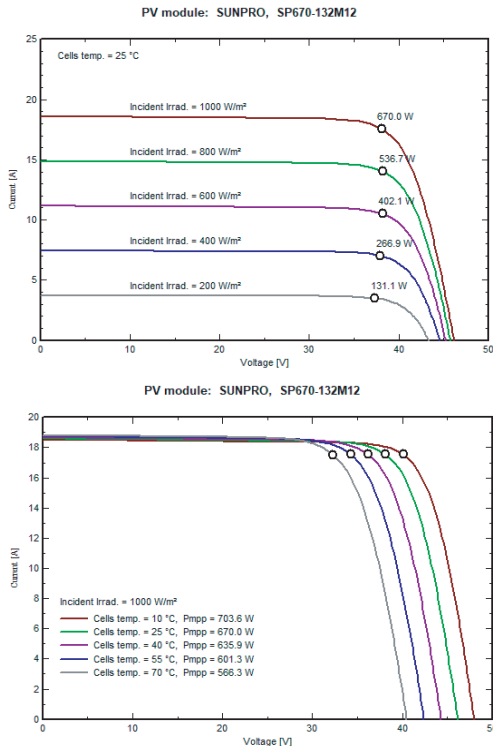 PV module: SUNPRO, SP670-132M12
25
Cells temp. = 25 °C
20
Incident Irrad. = 1000 W/m²
670.0 W
15
Incident Irrad. = 800 W/m²
536.7 W
Current [A]
Incident Irrad. = 600 W/m²
402.1 W
10
Incident Irrad. = 400 W/m²
266.9 W
5
Incident Irrad. = 200 W/m²
131.1 W
0
0 10 20 30 40 50
Voltage [V]
PV module: SUNPRO, SP670-132M12
20
18
16
14
12
Current [A]
10
8
Incident Irrad. = 1000 W/m²
Cells temp. = 10 °C, Pmpp = 703.6 W
6
Cells temp. = 25 °C, Pmpp = 670.0 W
Cells temp. = 40 °C, Pmpp = 635.9 W
4
Cells temp. = 55 °C, Pmpp = 601.3 W
Cells temp. = 70 °C, Pmpp = 566.3 W
2
0
0 10 20 30 40 50
Voltage [V]